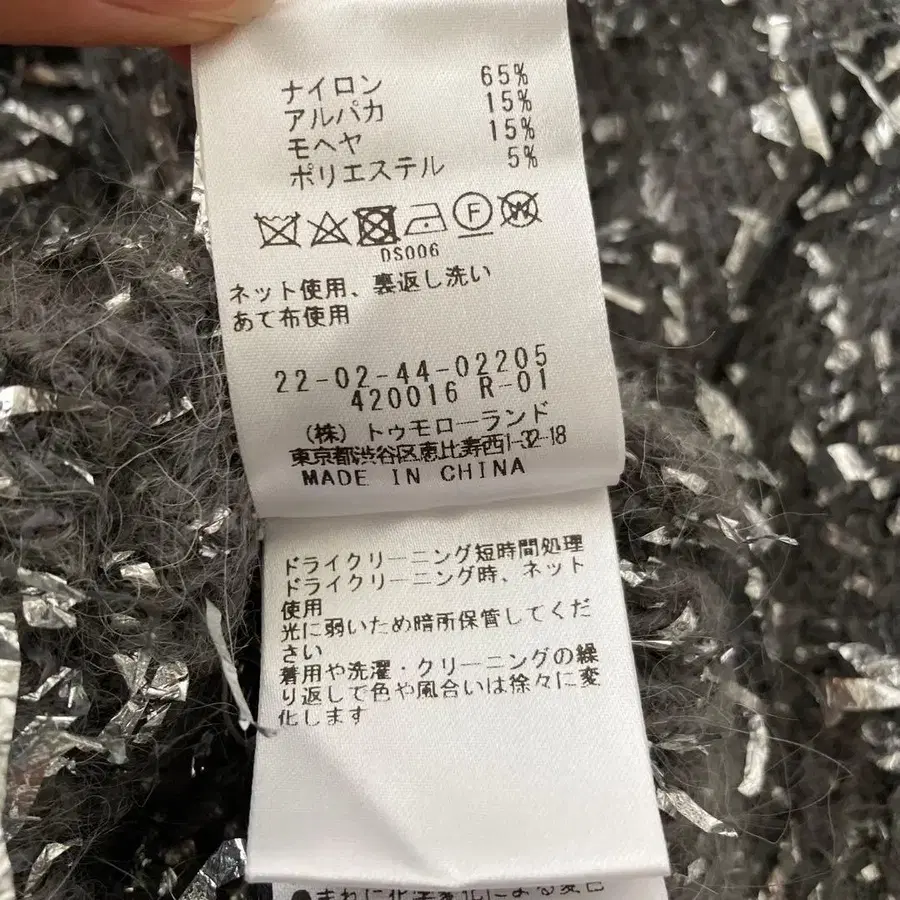 ナイロン 65%
アルパカ 15%
モヘヤ 15%
ポリエステル 5%
F W
DS006
ネット使用、裏返し洗い
あて布使用
22-02-44-02205
420016 R-01
(株) トゥモローランド
東京都渋谷区恵比寿西1-32-18
MADE IN CHINA
ドライクリーニング短時間処理
ドライクリーニング時、ネット
使用
光に弱いため暗所保管してくだ
さい
着用や洗濯・クリーニングの繰
り返しで色や風合いは徐々に変
化します